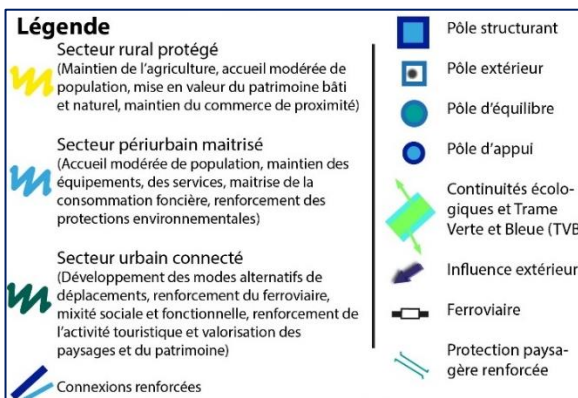 Légende
Secteur rural protégé
(Maintien de l'agriculture, accueil modérée de
population, mise en valeur du patrimoine bâti
et naturel, maintien du commerce de proximité)
Secteur périurbain maitrisé
(Accueil modérée de population, maintien des
équipements, des services, maitrise de la
consommation foncière, renforcement des
protections environnementales)
Secteur urbain connecté
(Développement des modes alternatifs de
déplacements, renforcement du ferroviaire,
mixité sociale et fonctionnelle, renforcement de
l'activité touristique et valorisation des
paysages et du patrimoine)
Connexions renforcées
Pôle structurant
Pôle extérieur
Pôle d'équilibre
Pôle d'appui
Continuités écolo-
giques et Trame
Verte et Bleue (TVB
Influence extérieur
Ferroviaire
Protection paysa-
gère renforcée